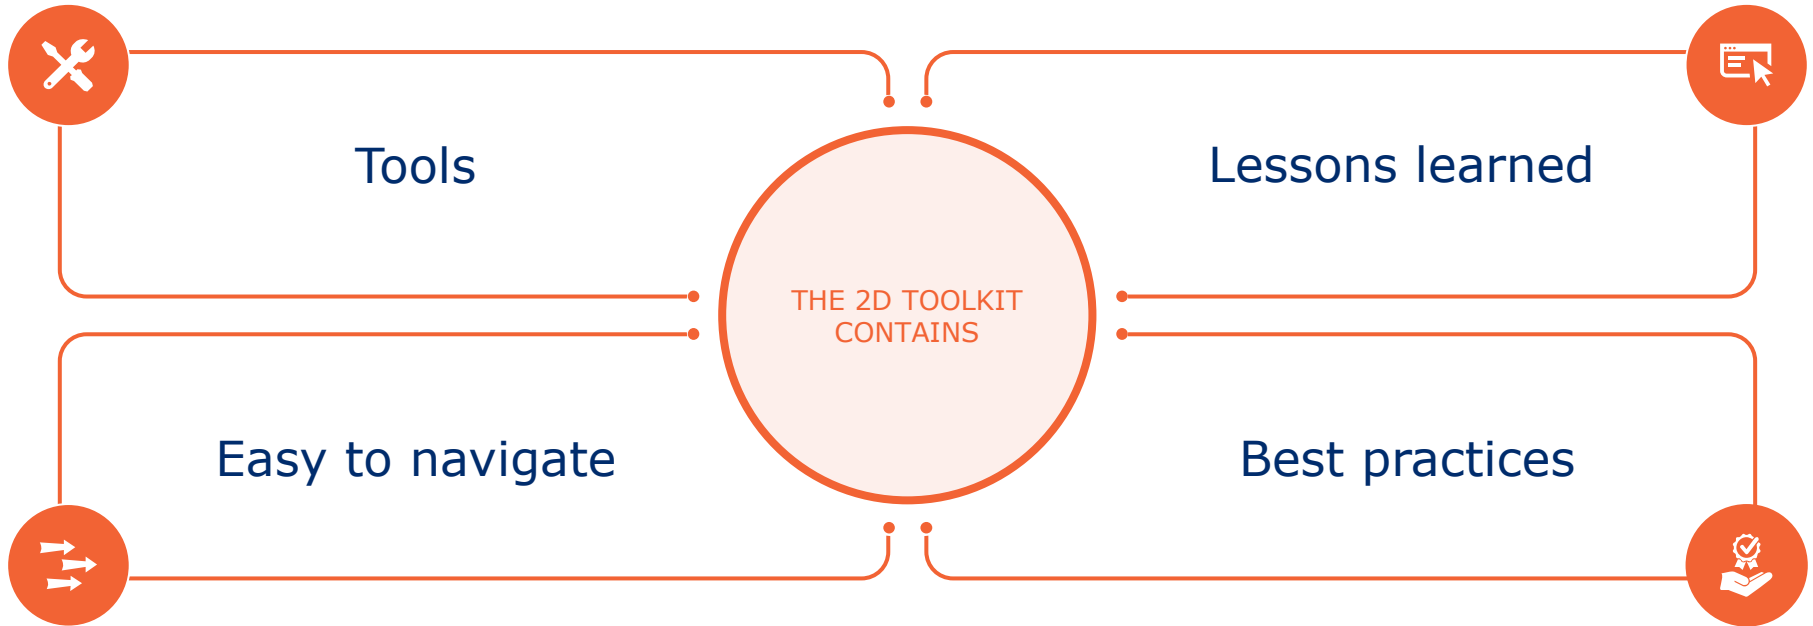 Tools
Lessons learned
THE 2D TOOLKIT
CONTAINS
Easy to navigate
Best practices